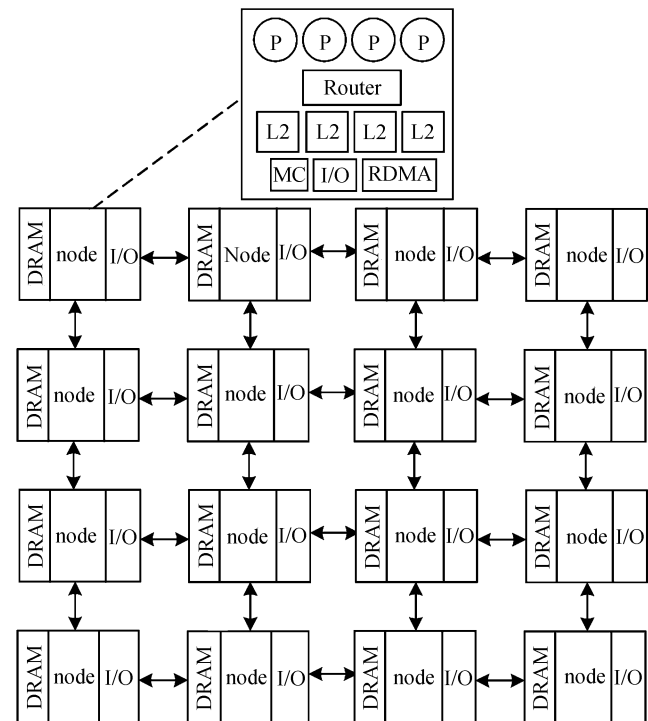 P P P P
Router
L2 L2 L2 L2
MC I/O RDMA
DRAM node I/O DRAM Node I/O DRAM node I/O DRAM node I/O
DRAM node I/O DRAM node I/O DRAM node I/O DRAM node I/O
DRAM node I/O DRAM node I/O DRAM node I/O DRAM node I/O
DRAM node I/O DRAM node I/O DRAM node I/O DRAM node I/O